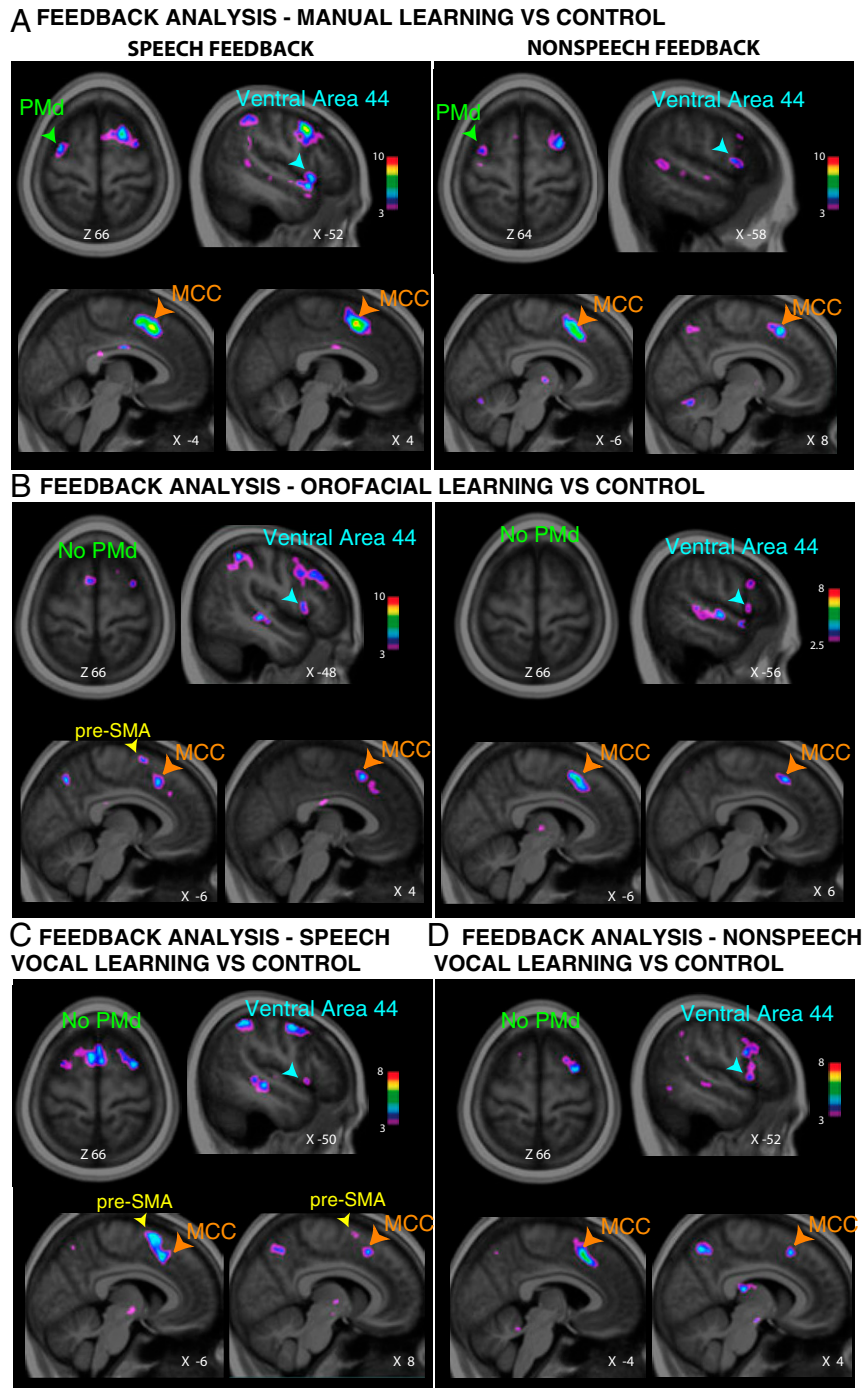 A FEEDBACK ANALYSIS - MANUAL LEARNING VS CONTROL
SPEECH FEEDBACK
NONSPEECH FEEDBACK
PMd
Ventral Area 44
10
3
Z 66
X -52
PMd
Ventral Area 44
10
3
Z 64
X -58
MCC
MCC
X -4
X 4
MCC
MCC
X -6
X 8
B FEEDBACK ANALYSIS - OROFACIAL LEARNING VS CONTROL
No PMd
Ventral Area 44
10
3
Z 66
X -48
No PMd
Ventral Area 44
8
2.5
Z 66
X -56
pre-SMA
MCC
MCC
X -6
X 4
MCC
MCC
X -6
X 6
C FEEDBACK ANALYSIS - SPEECH
VOCAL LEARNING VS CONTROL
D FEEDBACK ANALYSIS - NONSPEECH
VOCAL LEARNING VS CONTROL
No PMd
Ventral Area 44
8
3
Z 66
X -50
No PMd
Ventral Area 44
8
3
Z 66
X -52
pre-SMA
MCC
pre-SMA
MCC
X -6
X 8
MCC
MCC
X -4
X 4